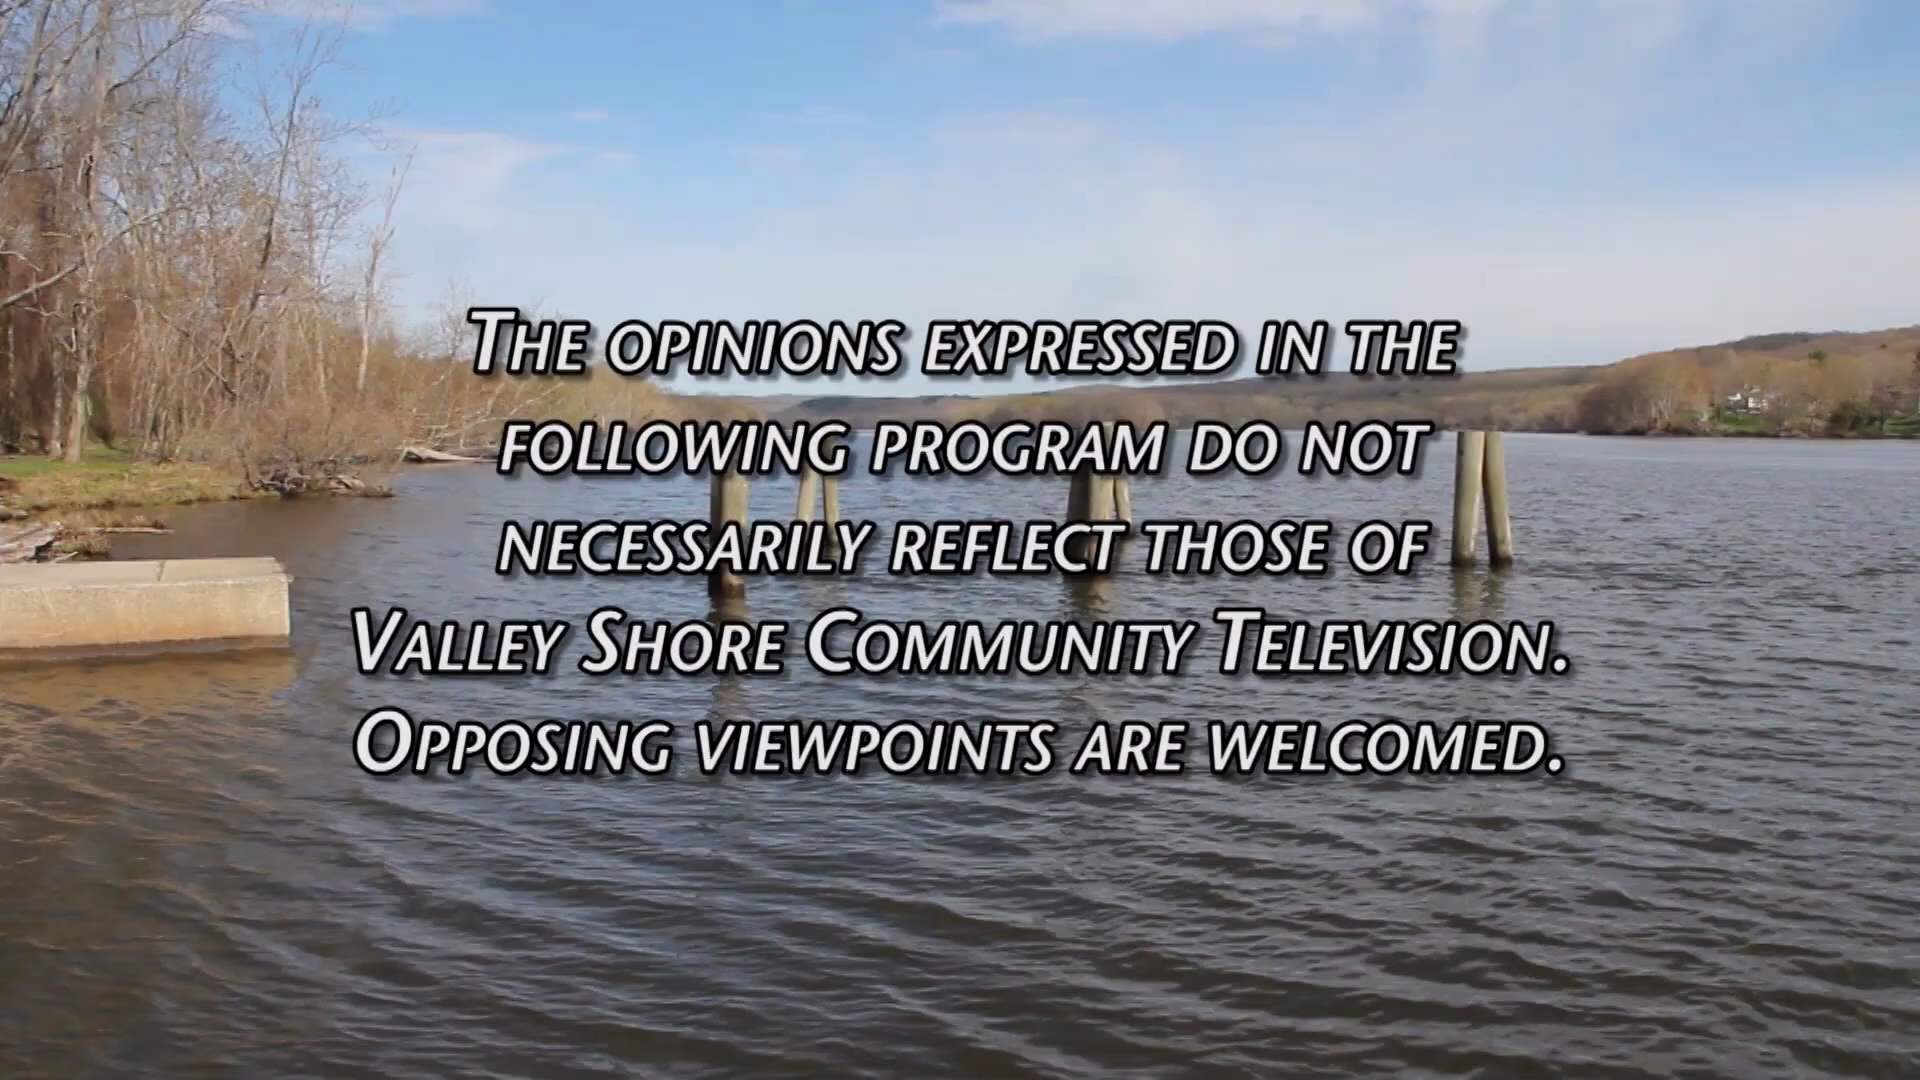 The opinions expressed in the
following program do not
necessarily reflect those of
Valley Shore Community Television.
Opposing viewpoints are welcomed.